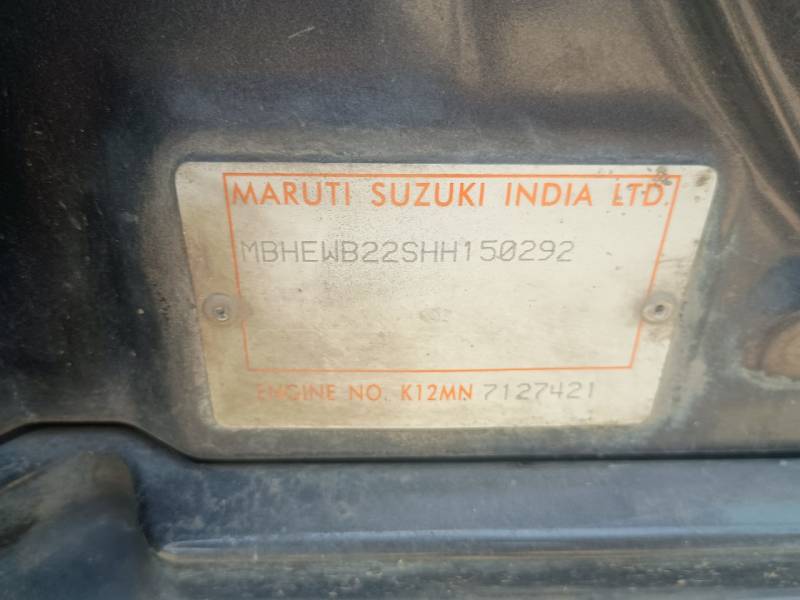 MARUTI SUZUKI INDIA LTD.
MBHEWB22SHH150292
ENGINE NO. K12MN 7127421